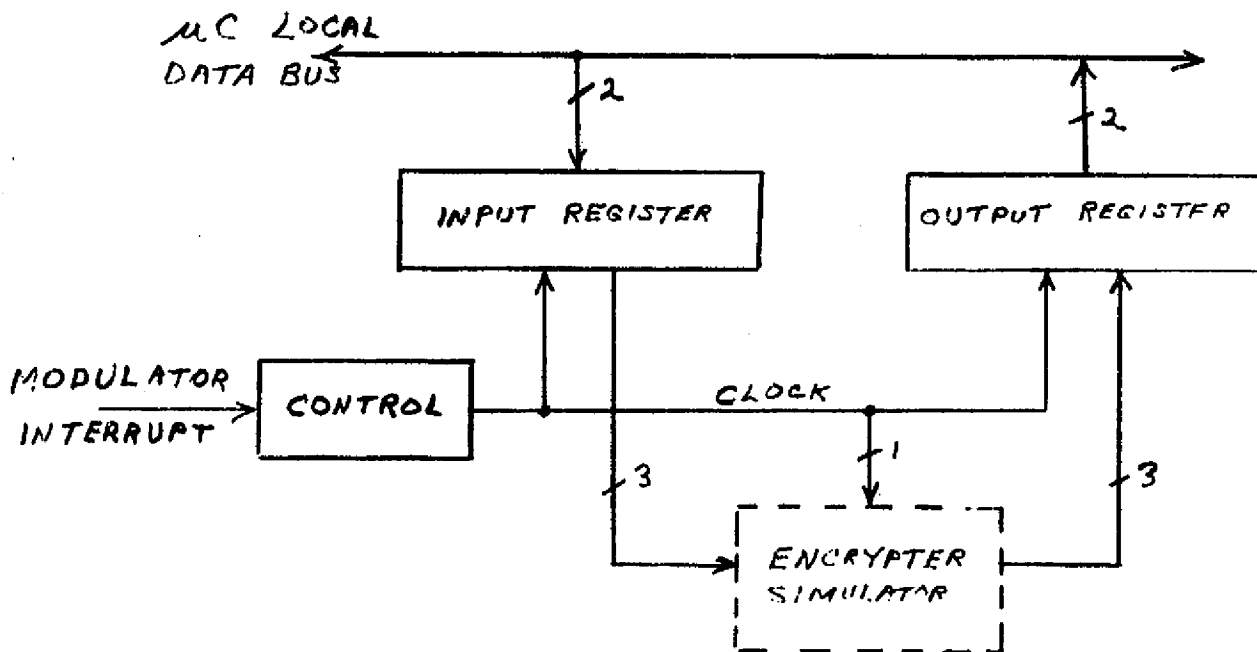 µC LOCAL
DATA BUS
2
2
INPUT REGISTER
OUTPUT REGISTER
MODULATOR
INTERRUPT
CONTROL
CLOCK
1
3
3
ENCRYPTER
SIMULATOR